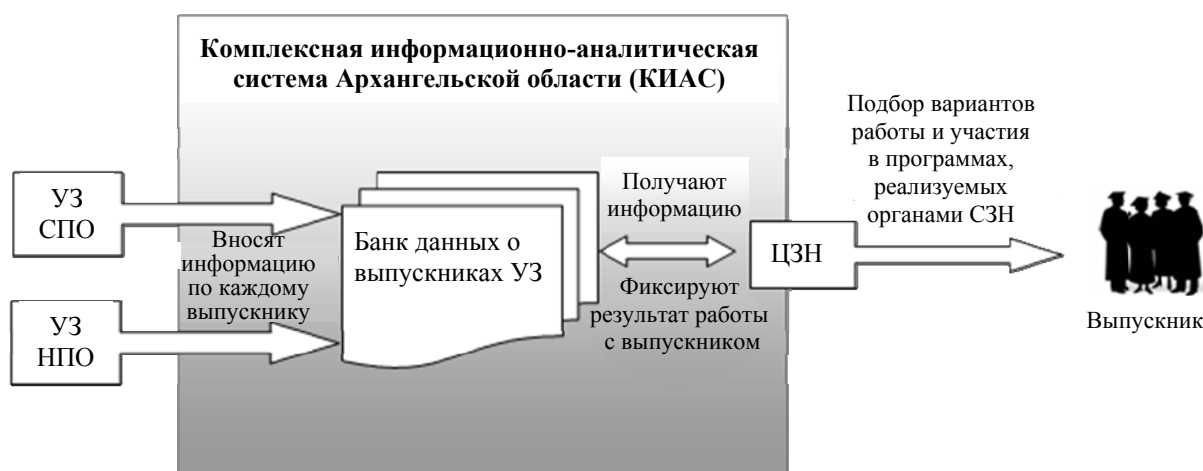 Комплексная информационно-аналитическая
система Архангельской области (КИАС)
УЗ
СПО
УЗ
НПО
Вносят
информацию
по каждому
выпускнику
Банк данных о
выпускниках УЗ
Получают
информацию
Фиксируют
результат работы
с выпускником
ЦЗН
Подбор вариантов
работы и участия
в программах,
реализуемых
органами СЗН
Выпускник